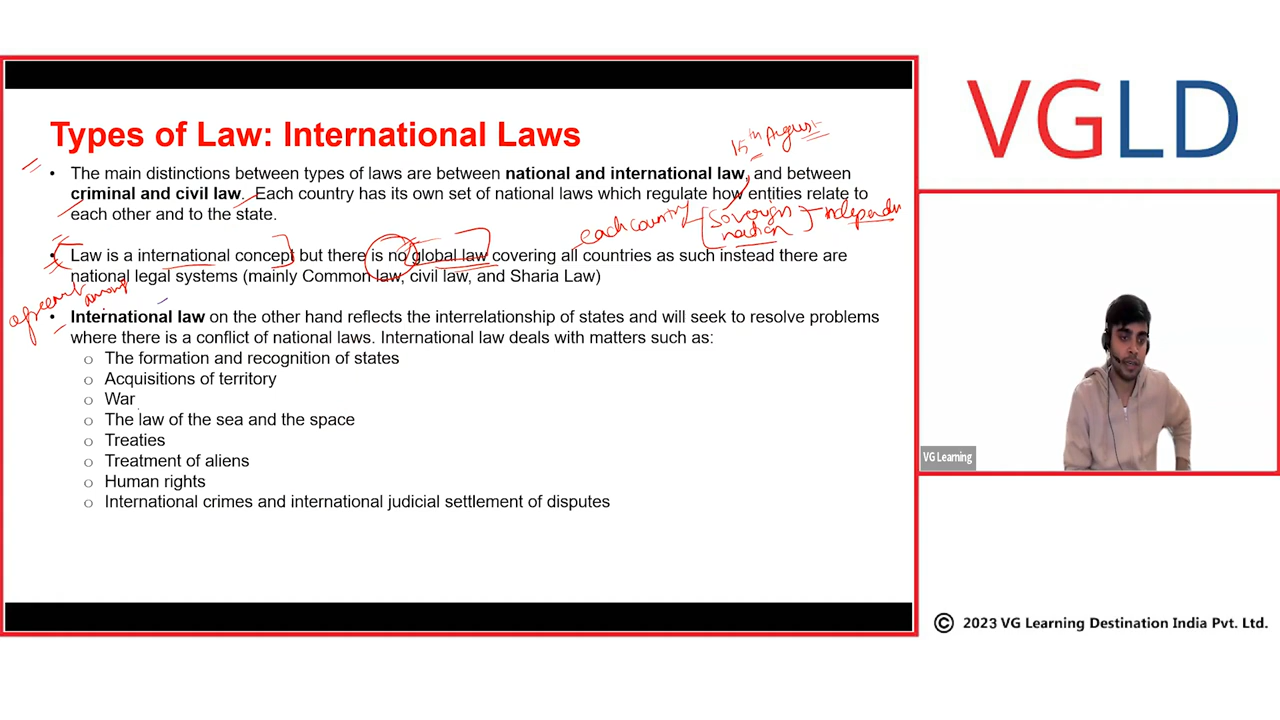 VGLD
Types of Law: International Laws
15th August
• The main distinctions between types of laws are between national and international law, and between
criminal and civil law. Each country has its own set of national laws which regulate how entities relate to
each other and to the state.
each country
Sovereign
nation
• Law is a international concept but there is no global law covering all countries as such instead there are
national legal systems (mainly Common law, civil law, and Sharia Law)
among
• International law on the other hand reflects the interrelationship of states and will seek to resolve problems
where there is a conflict of national laws. International law deals with matters such as:
o The formation and recognition of states
o Acquisitions of territory
o War
o The law of the sea and the space
o Treaties
o Treatment of aliens
o Human rights
o International crimes and international judicial settlement of disputes
VG Learning
© 2023 VG Learning Destination India Pvt. Ltd.